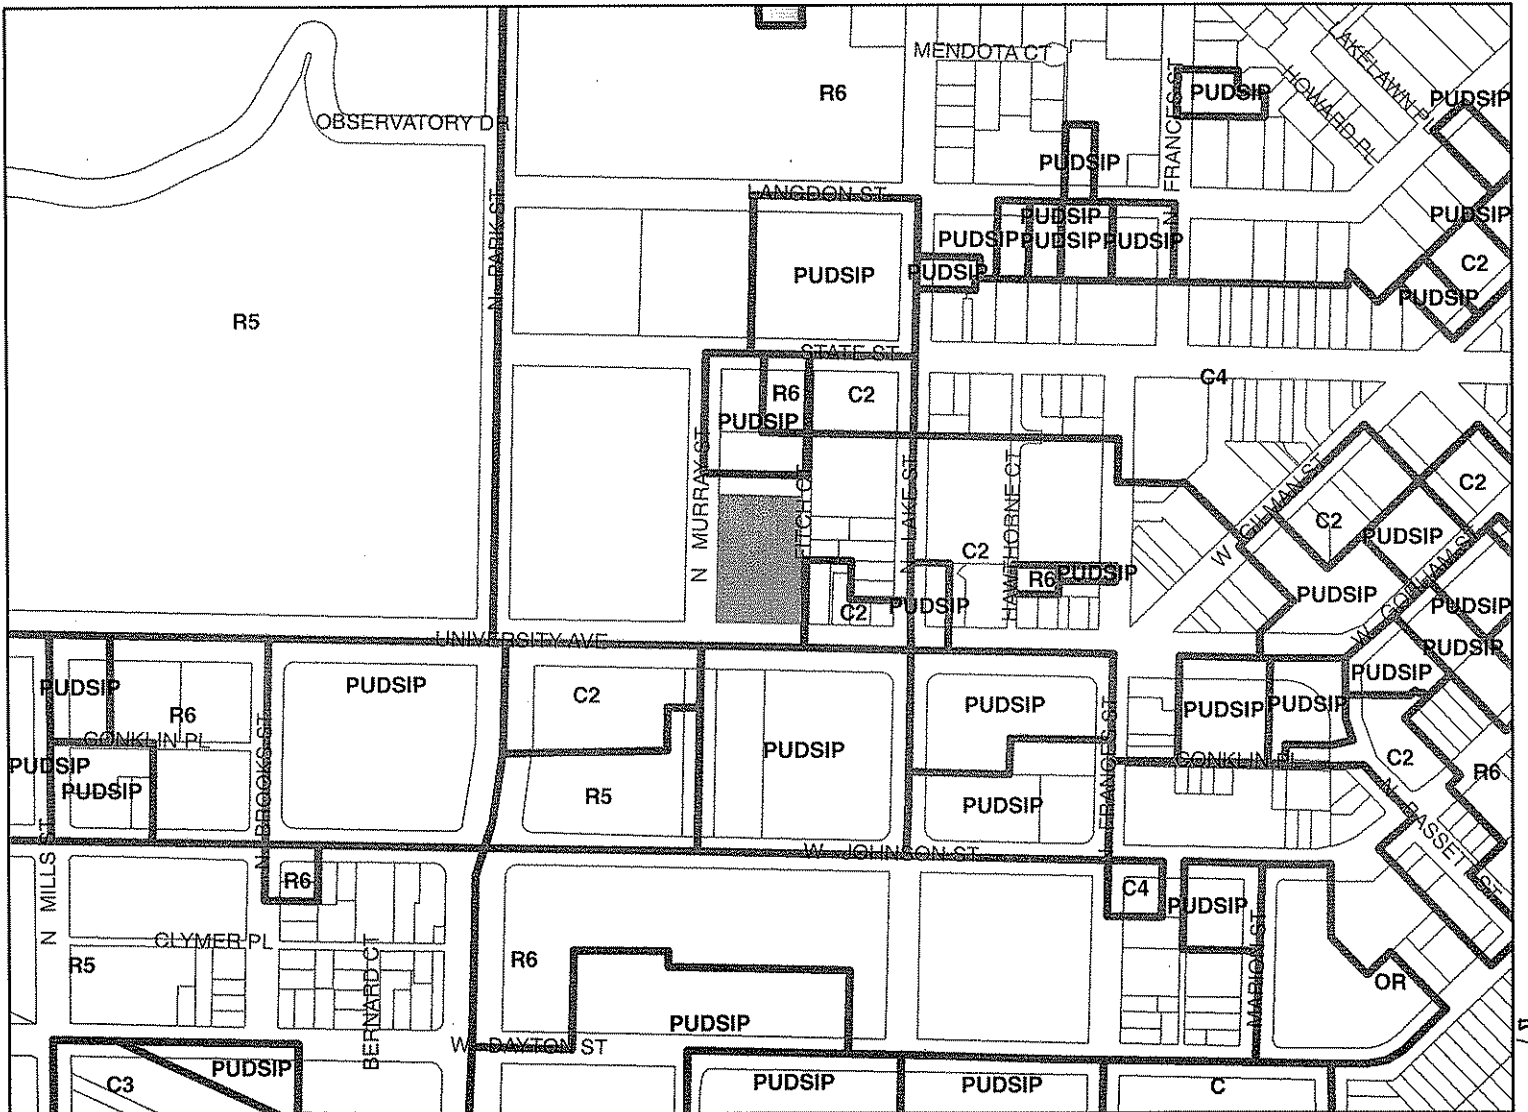 MENDOTA CT
R6
N FRANCES ST
PUDSIP
HOWARD PL
AKELAWN PL
PUDSIP
OBSERVATORY DR
PUDSIP
LANGDON ST
N PARK ST
PUDSIP
PUDSIP
PUDSIP
PUDSIP
PUDSIP
PUDSIP
PUDSIP
PUDSIP
C2
PUDSIP
R5
STATE ST
C4
R6
C2
PUDSIP
N MURRAY ST
FITCH CT
N LAKE ST
HAWTHORNE CT
W GILMAN ST
C2
C2
PUDSIP
W GORHAM ST
C2
R6
PUDSIP
PUDSIP
PUDSIP
C2
PUDSIP
UNIVERSITY AVE
PUDSIP
PUDSIP
PUDSIP
PUDSIP
C2
R6
PUDSIP
PUDSIP
PUDSIP
CONKLIN PL
N BROOKS ST
PUDSIP
FRANCES ST
CONKLIN PL
C2
PUDSIP
R6
PUDSIP
R5
PUDSIP
N BASSETT ST
N MILLS ST
W JOHNSON ST
R6
C4
PUDSIP
MARION ST
CLYMER PL
BERNARD CT
R5
R6
OR
PUDSIP
W DAYTON ST
PUDSIP
C3
PUDSIP
PUDSIP
C